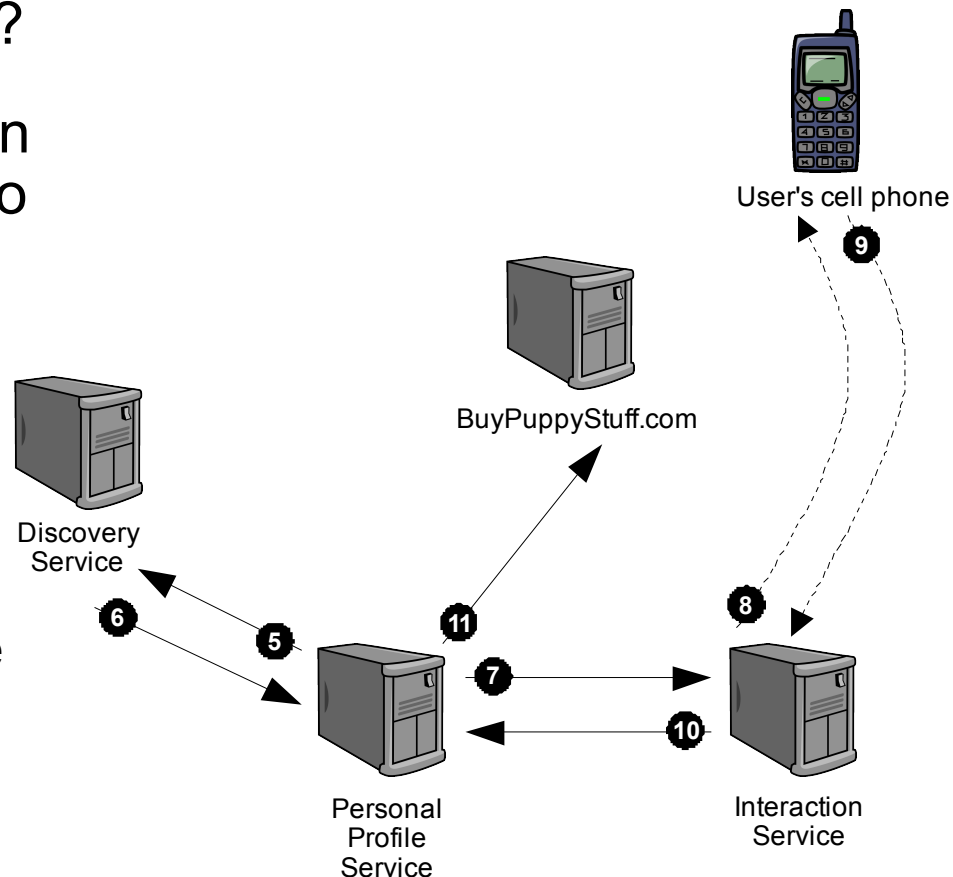 ?
n
o
User's cell phone
9
BuyPuppyStuff.com
Discovery
Service
8
6
5
11
e
7
10
Personal
Profile
Service
Interaction
Service